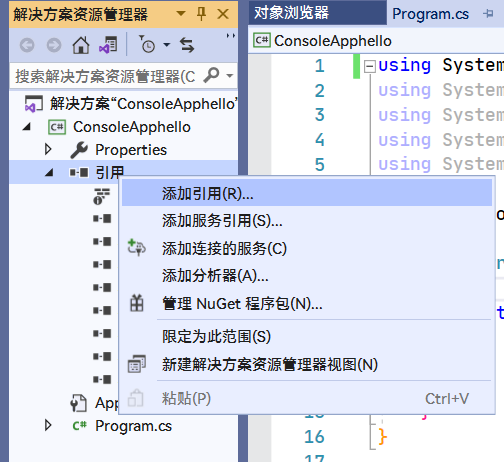 解决方案资源管理器
搜索解决方案资源管理器(C
解决方案"ConsoleApphello"
ConsoleApphello
Properties
引用
添加引用(R)...
添加服务引用(S)...
添加连接的服务(C)
添加分析器(A)...
管理 NuGet 程序包(N)...
限定为此范围(S)
新建解决方案资源管理器视图(N)
粘贴(P) Ctrl+V
App
Program.cs
对象浏览器 Program.cs
ConsoleApphello
1 using System
2 using System
3 using System
4 using System
5 using System
16 }